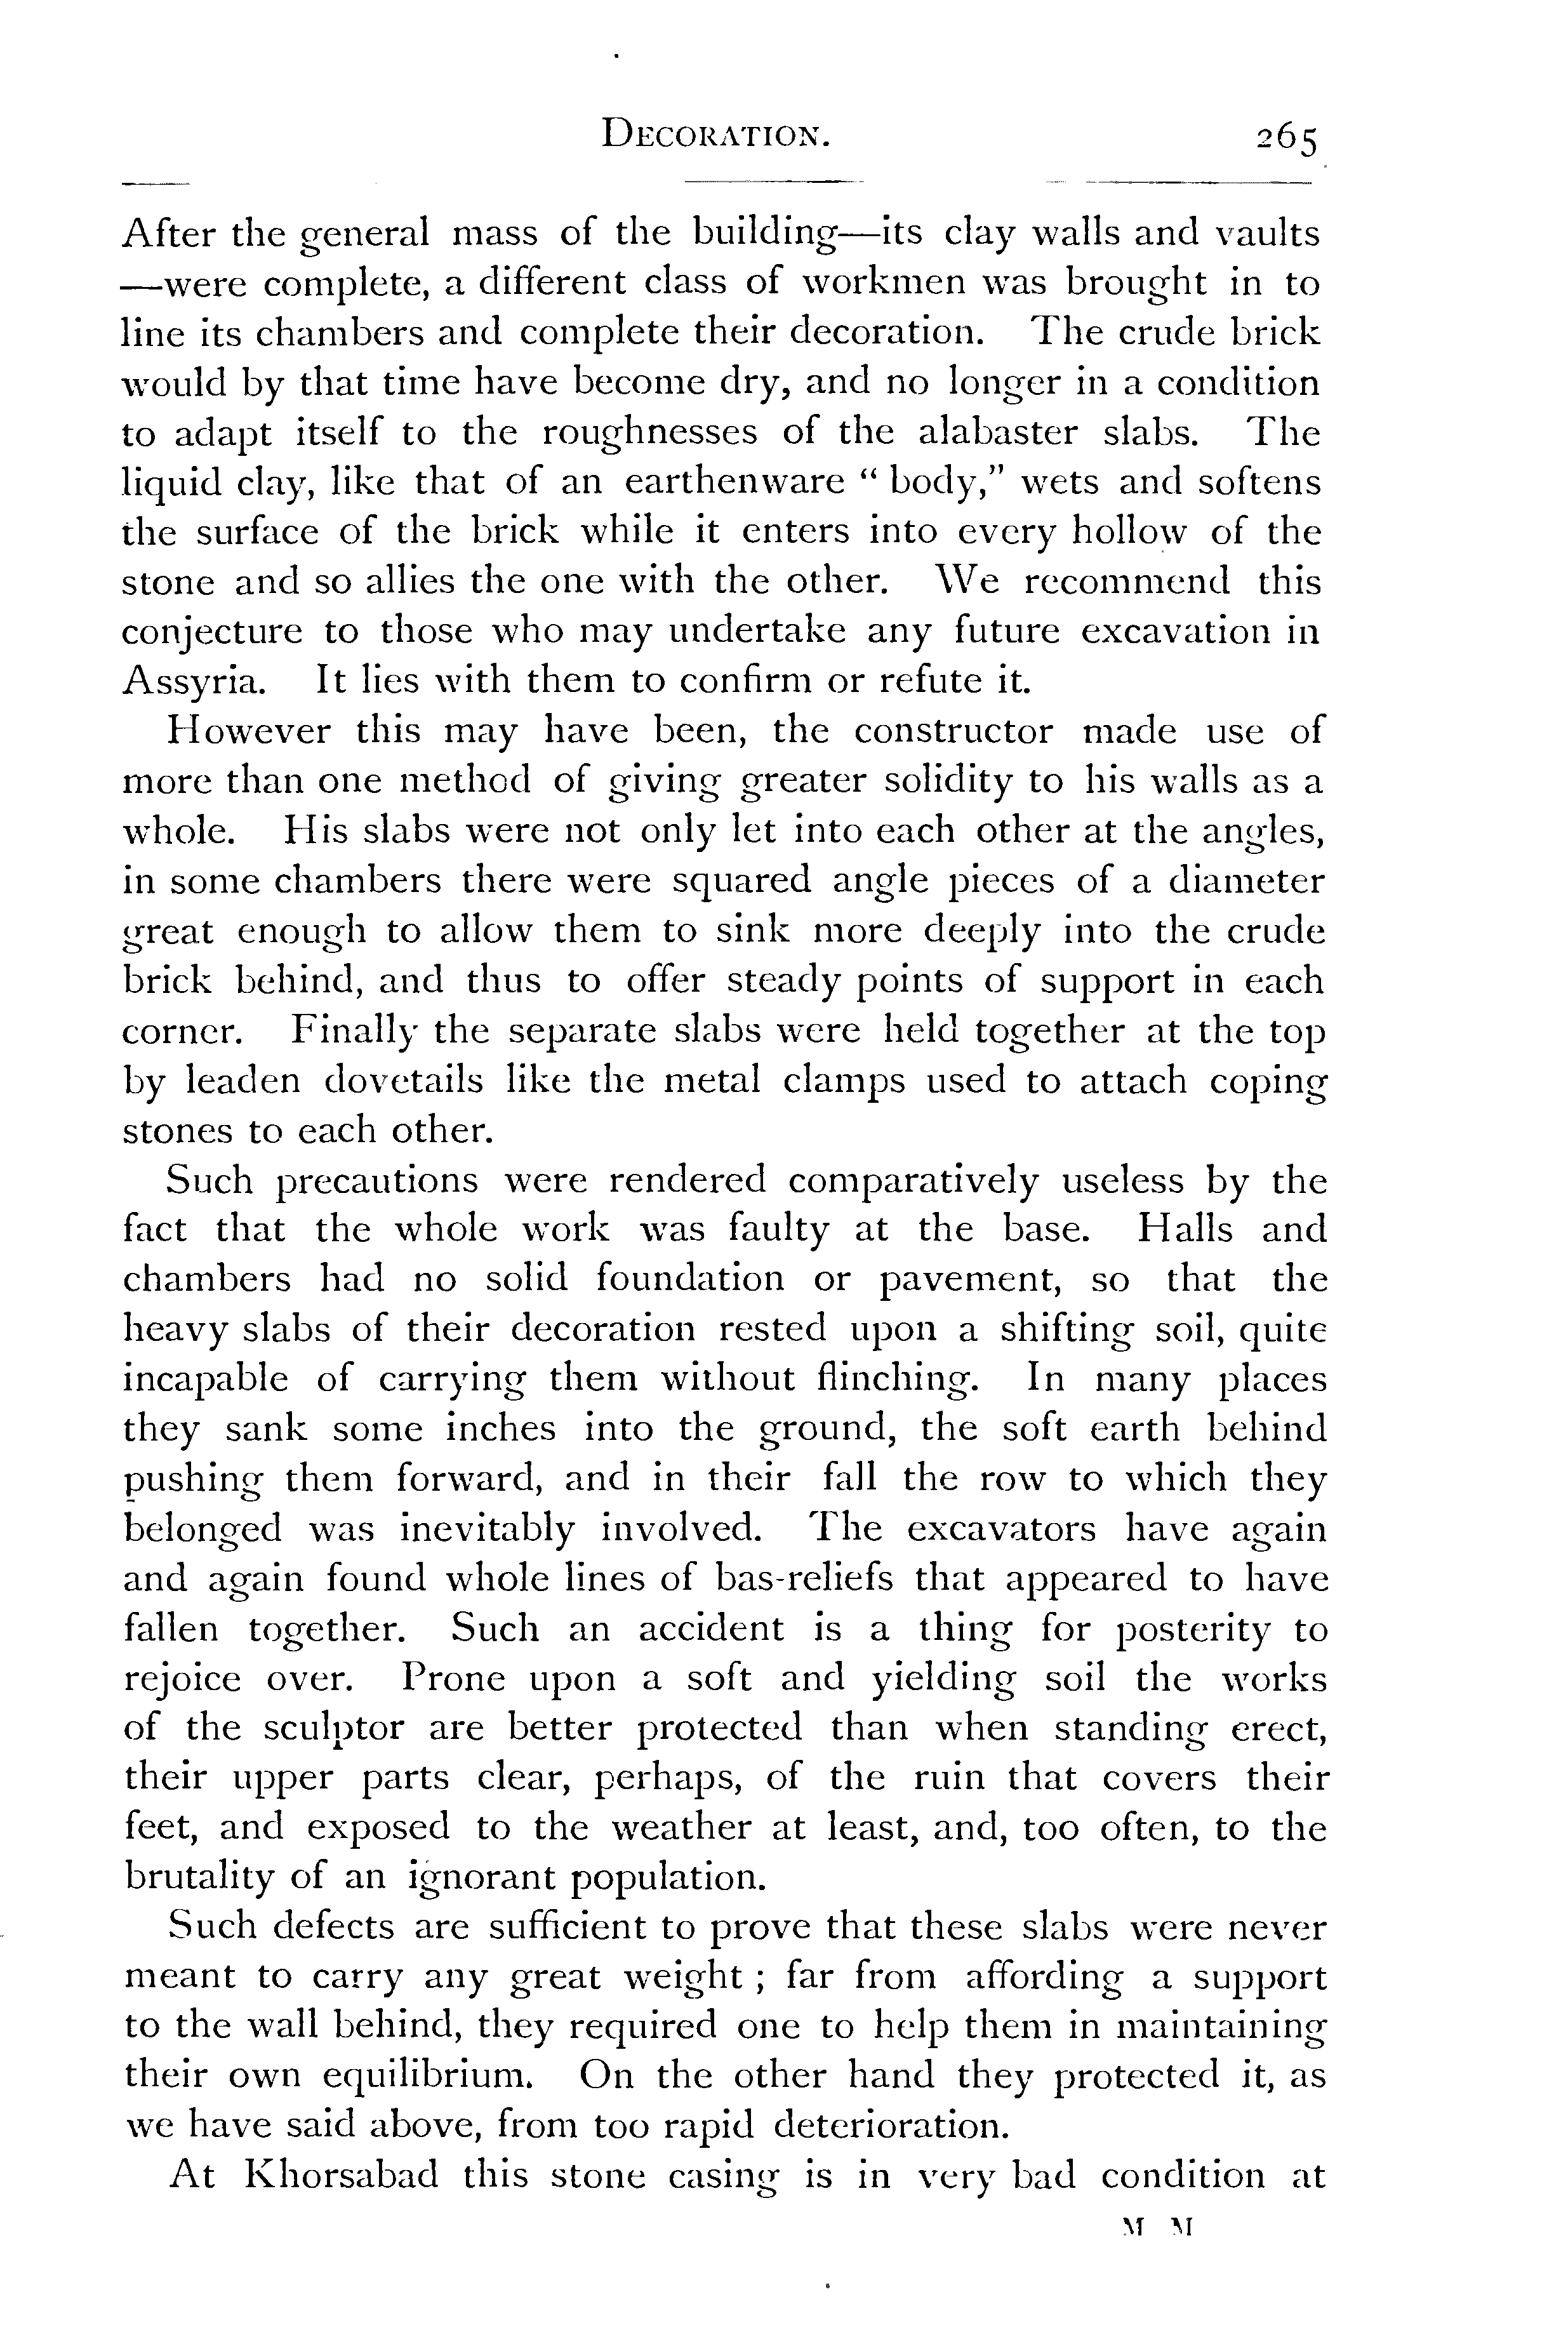 DECORATION. 265
After the general mass of the building—its clay walls and vaults
—were complete, a different class of workmen was brought in to
line its chambers and complete their decoration. The crude brick
would by that time have become dry, and no longer in a condition
to adapt itself to the roughnesses of the alabaster slabs. The
liquid clay, like that of an earthenware “ body,” wets and softens
the surface of the brick while it enters into every hollow of the
stone and so allies the one with the other. We recommend this
conjecture to those who may undertake any future excavation in
Assyria. It lies with them to confirm or refute it.
However this may have been, the constructor made use of
more than one method of giving greater solidity to his walls as a
whole. His slabs were not only let into each other at the angles,
in some chambers there were squared angle pieces of a diameter
great enough to allow them to sink more deeply into the crude
brick behind, and thus to offer steady points of support in each
corner. Finally the separate slabs were held together at the top
by leaden dovetails like the metal clamps used to attach coping
stones to each other.
Such precautions were rendered comparatively useless by the
fact that the whole work was faulty at the base. Halls and
chambers had no solid foundation or pavement, so that the
heavy slabs of their decoration rested upon a shifting soil, quite
incapable of carrying them without flinching. In many places
they sank some inches into the ground, the soft earth behind
pushing them forward, and in their fall the row to which they
belonged was inevitably involved. The excavators have again
and again found whole lines of bas-reliefs that appeared to have
fallen together. Such an accident is a thing for posterity to
rejoice over. Prone upon a soft and yielding soil the works
of the sculptor are better protected than when standing erect,
their upper parts clear, perhaps, of the ruin that covers their
feet, and exposed to the weather at least, and, too often, to the
brutality of an ignorant population.
Such defects are sufficient to prove that these slabs were never
meant to carry any great weight ; far from affording a support
to the wall behind, they required one to help them in maintaining
their own equilibrium. On the other hand they protected it, as
we have said above, from too rapid deterioration.
At Khorsabad this stone casing is in very bad condition at
M M